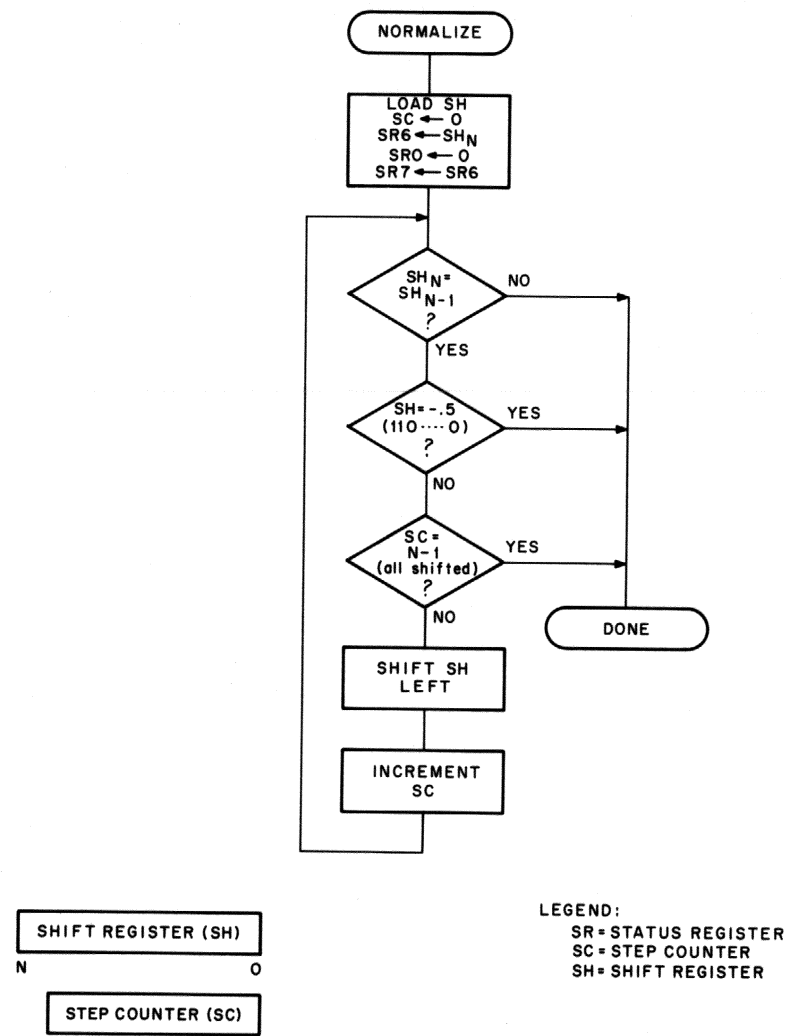 NORMALIZE
LOAD SH
SC ← 0
SR6 ← SHN
SR0 ← 0
SR7 ← SR6
SHN =
SHN-1
?
NO
YES
SH=-.5
(110····0)
?
YES
NO
SC =
N-1
(all shifted)
?
YES
NO
DONE
SHIFT SH
LEFT
INCREMENT
SC
SHIFT REGISTER (SH)
N 0
STEP COUNTER (SC)
LEGEND:
SR = STATUS REGISTER
SC = STEP COUNTER
SH = SHIFT REGISTER